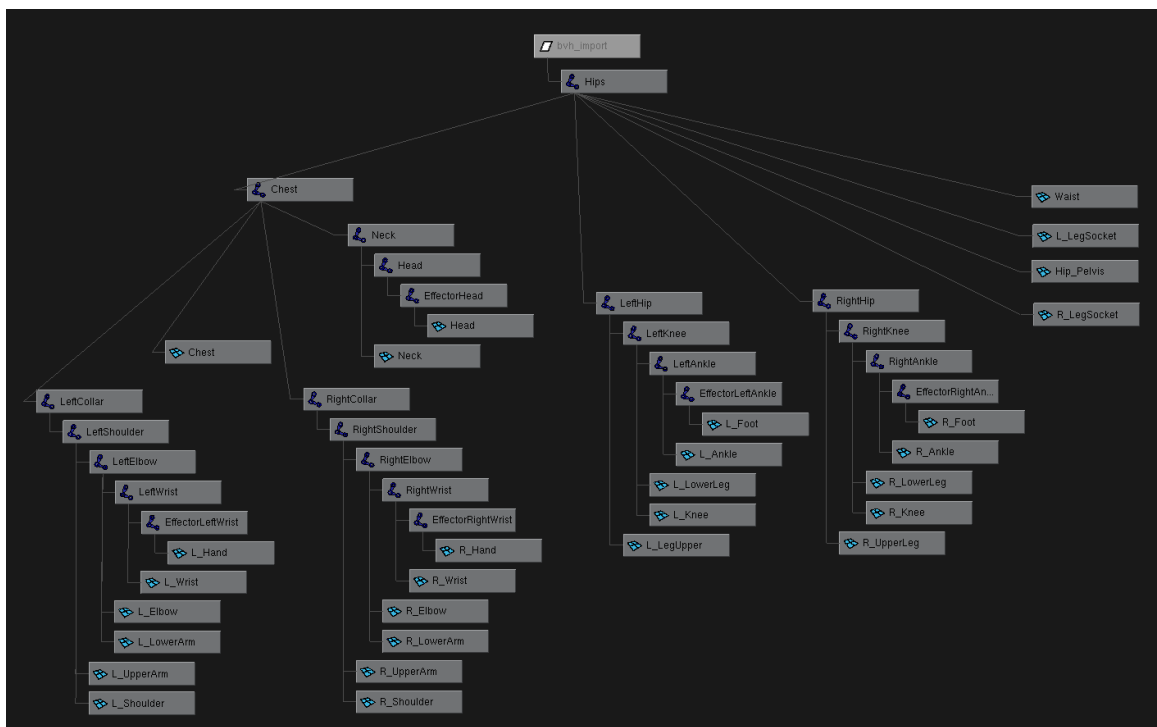 bvh_import
Hips
Chest
Waist
Neck
L_LegSocket
Head
Hip_Pelvis
EffectorHead
LeftHip
RightHip
R_LegSocket
Head
LeftKnee
RightKnee
Chest
Neck
LeftAnkle
RightAnkle
EffectorLeftAnkle
EffectorRightAn...
LeftCollar
RightCollar
L_Foot
R_Foot
LeftShoulder
RightShoulder
L_Ankle
R_Ankle
LeftElbow
RightElbow
L_LowerLeg
R_LowerLeg
LeftWrist
RightWrist
L_Knee
R_Knee
EffectorLeftWrist
EffectorRightWrist
L_LegUpper
R_UpperLeg
L_Hand
R_Hand
L_Wrist
R_Wrist
L_Elbow
R_Elbow
L_LowerArm
R_LowerArm
L_UpperArm
R_UpperArm
L_Shoulder
R_Shoulder